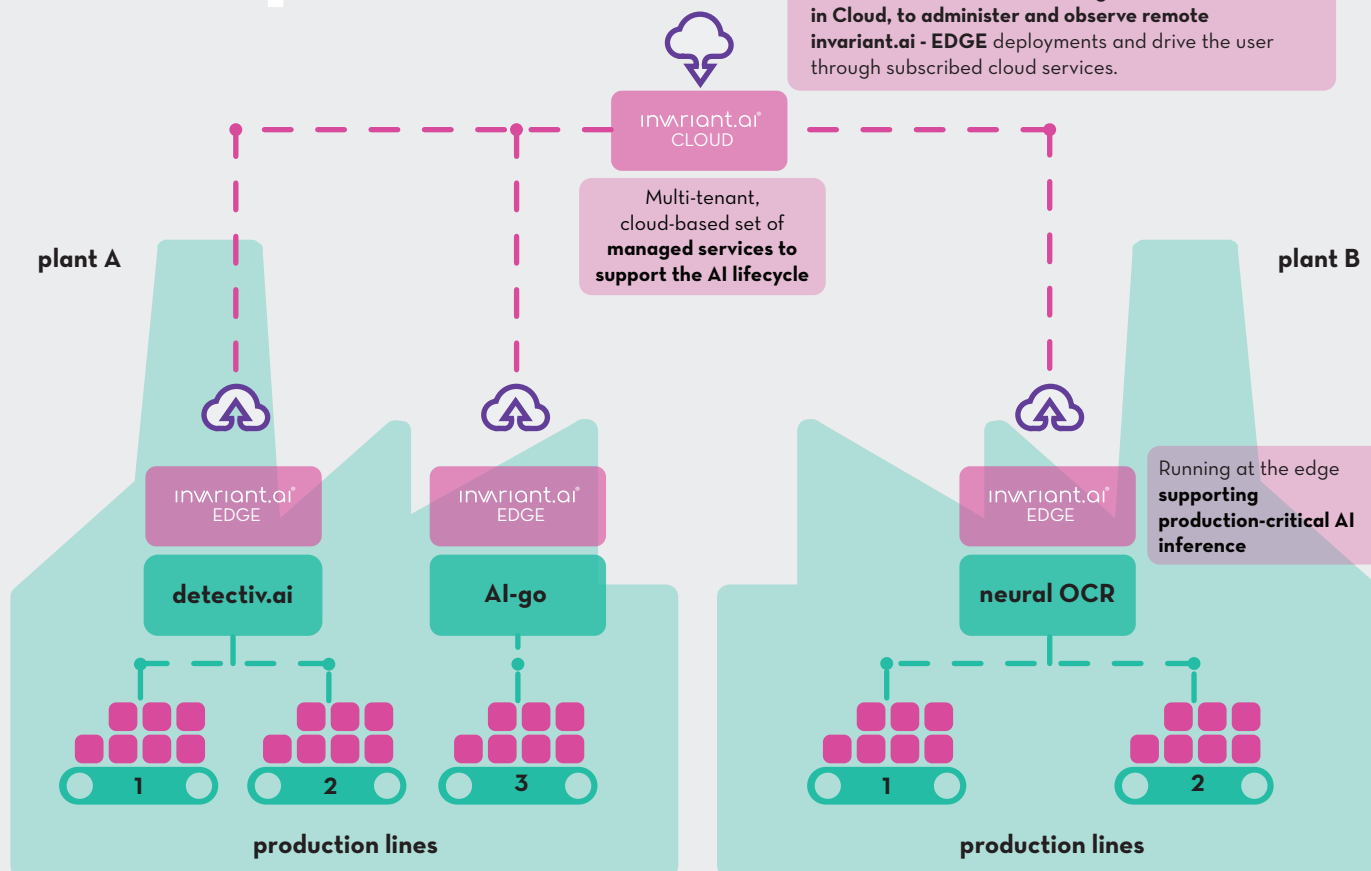 in Cloud, to administer and observe remote
invariant.ai - EDGE deployments and drive the user
through subscribed cloud services.
invariant.ai®
CLOUD
Multi-tenant,
cloud-based set of
managed services to
support the AI lifecycle
plant A
plant B
invariant.ai®
EDGE
invariant.ai®
EDGE
invariant.ai®
EDGE
Running at the edge
supporting
production-critical AI
inference
detectiv.ai
AI-go
neural OCR
1
2
3
1
2
production lines
production lines